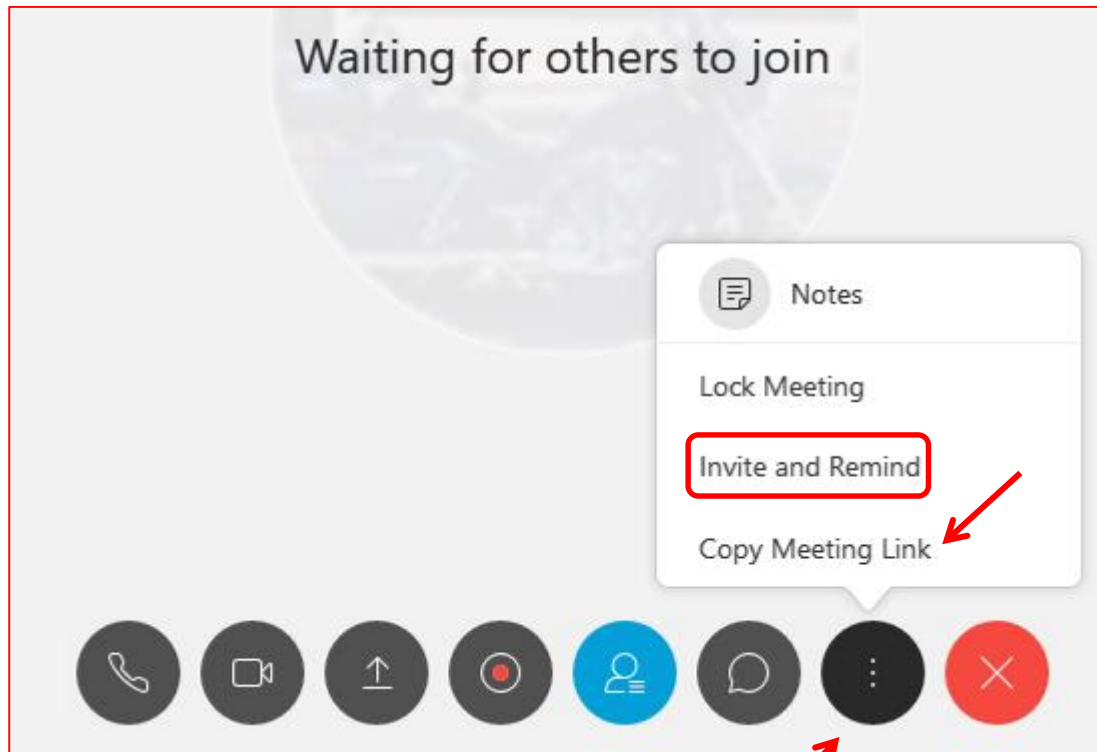 Waiting for others to join
Notes
Lock Meeting
Invite and Remind
Copy Meeting Link